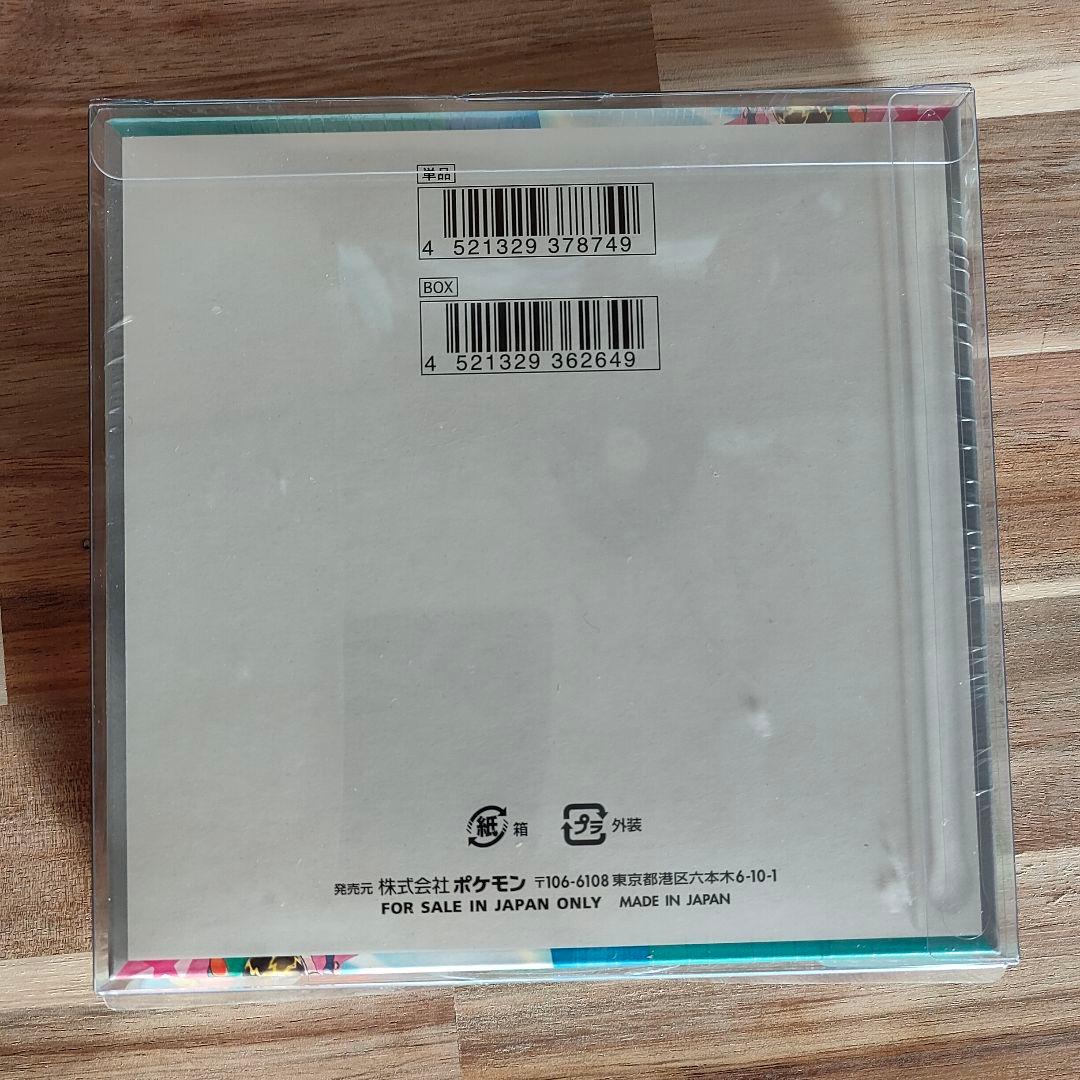 単品
4 521329 378749
BOX
4 521329 362649
紙 箱 プラ 外装
発売元 株式会社 ポケモン 〒106-6108 東京都港区六本木6-10-1
FOR SALE IN JAPAN ONLY MADE IN JAPAN